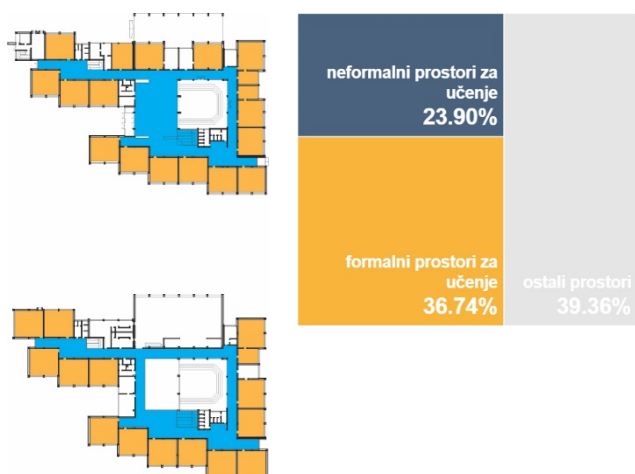 neformalni prostori za
učenje
23.90%
formalni prostori za
učenje
36.74%
ostali prostori
39.36%